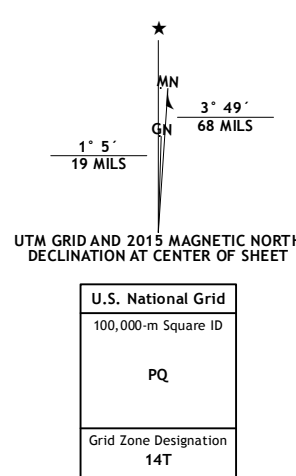 MN
3° 49´
68 MILS
GN
1° 5´
19 MILS
UTM GRID AND 2015 MAGNETIC NORTH
DECLINATION AT CENTER OF SHEET
U.S. National Grid
100,000-m Square ID
PQ
Grid Zone Designation
14T